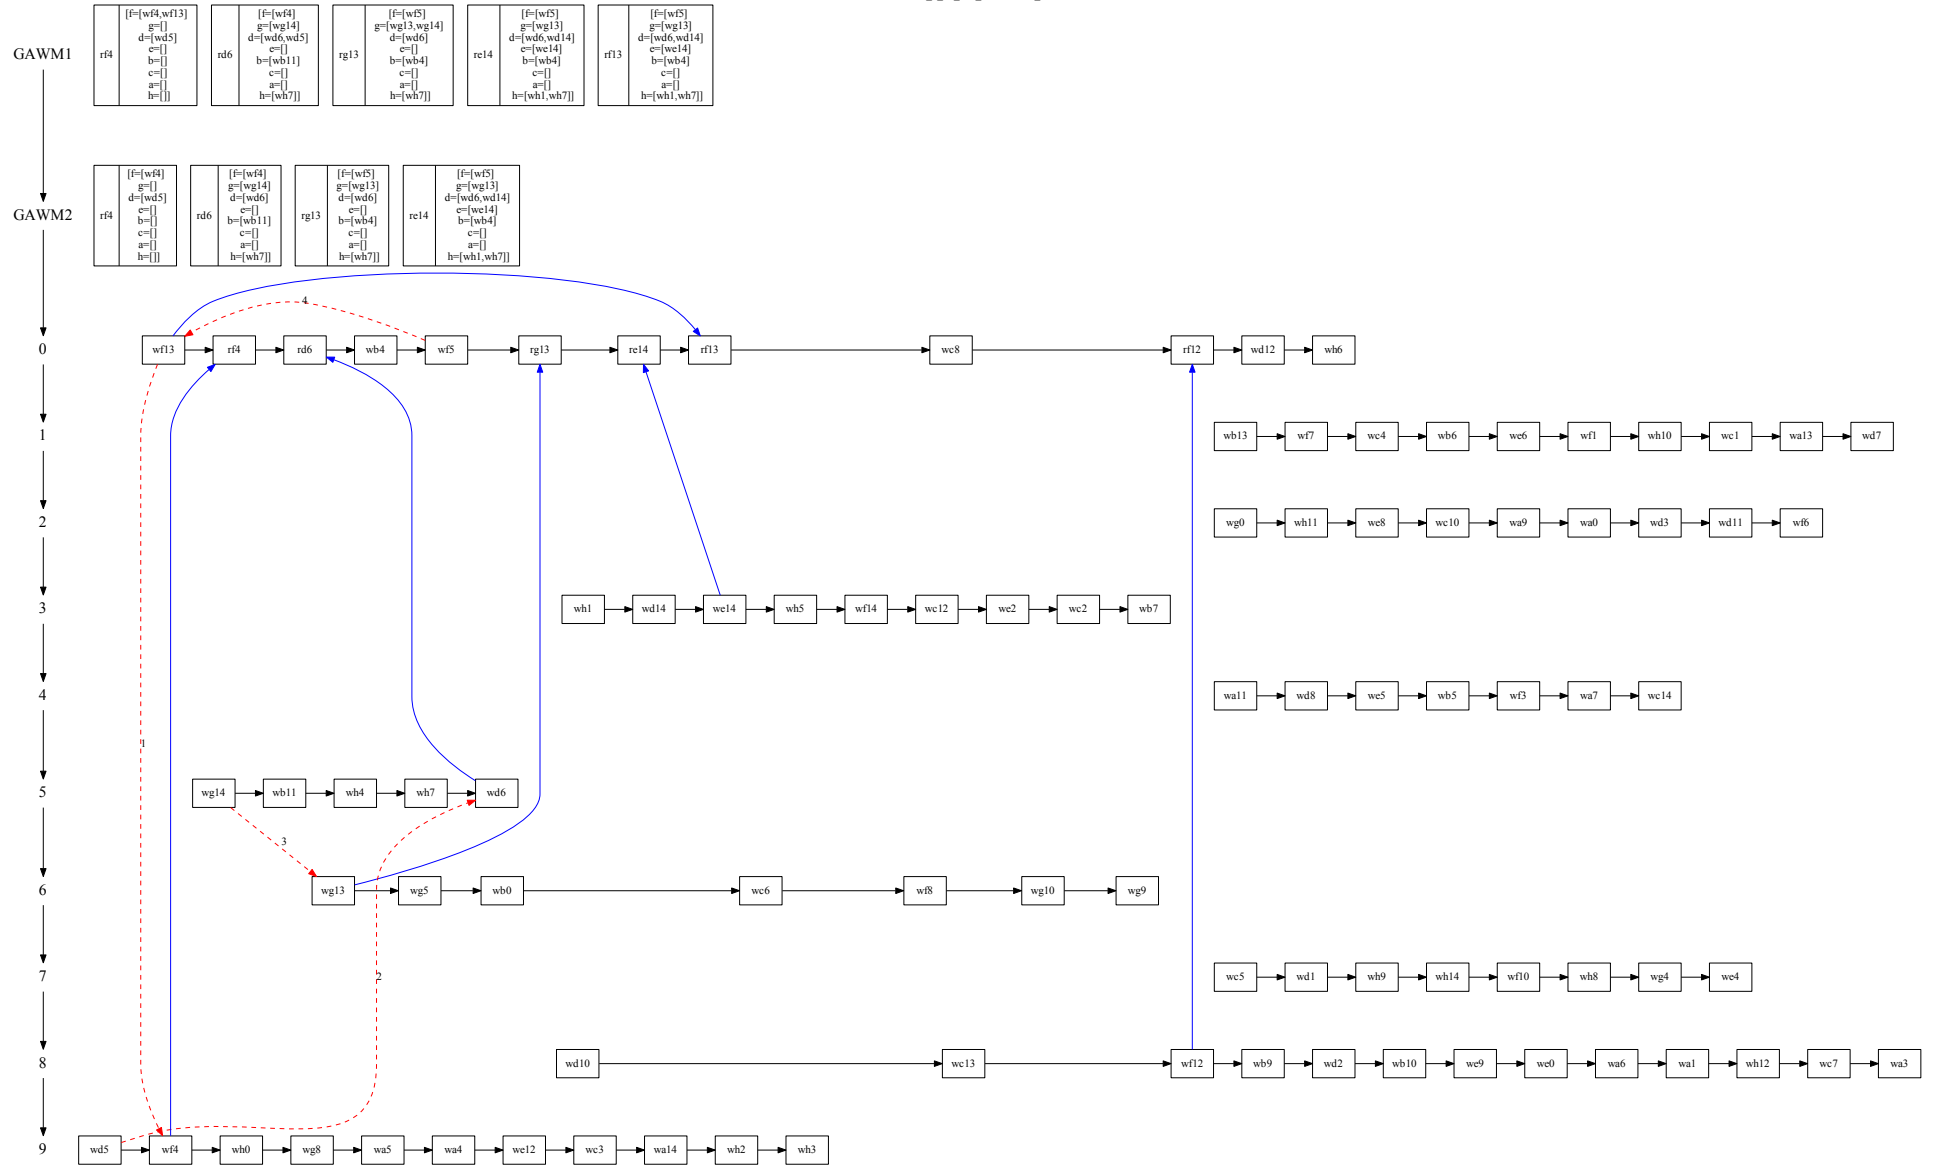 GAWM1
rf4
[f=[wf4,wf13]
g=[]
d=[wd5]
e=[]
b=[]
c=[]
a=[]
h=[]]
rd6
[f=[wf4]
g=[wg14]
d=[wd6,wd5]
e=[]
b=[wb11]
c=[]
a=[]
h=[wh7]]
rg13
[f=[wf5]
g=[wg13,wg14]
d=[wd6]
e=[]
b=[wb4]
c=[]
a=[]
h=[wh7]]
re14
[f=[wf5]
g=[wg13]
d=[wd6,wd14]
e=[we14]
b=[wb4]
c=[]
a=[]
h=[wh1,wh7]]
rf13
[f=[wf5]
g=[wg13]
d=[wd6,wd14]
e=[we14]
b=[wb4]
c=[]
a=[]
h=[wh1,wh7]]
GAWM2
rf4
[f=[wf4]
g=[]
d=[wd5]
e=[]
b=[]
c=[]
a=[]
h=[]]
rd6
[f=[wf4]
g=[wg14]
d=[wd6]
e=[]
b=[wb11]
c=[]
a=[]
h=[wh7]]
rg13
[f=[wf5]
g=[wg13]
d=[wd6]
e=[]
b=[wb4]
c=[]
a=[]
h=[wh7]]
re14
[f=[wf5]
g=[wg13]
d=[wd6,wd14]
e=[we14]
b=[wb4]
c=[]
a=[]
h=[wh1,wh7]]
4
0 wf13 rf4 rd6 wb4 wf5 rg13 re14 rf13 wc8 rf12 wd12 wh6
1 wb13 wf7 wc4 wb6 we6 wf1 wh10 wc1 wa13 wd7
2 wg0 wh11 we8 wc10 wa9 wa0 wd3 wd11 wf6
3 wh1 wd14 we14 wh5 wf14 wc12 we2 wc2 wb7
4 wa11 wd8 we5 wb5 wf3 wa7 wc14
1
5 wg14 wb11 wh4 wh7 wd6
3
6 wg13 wg5 wb0 wc6 wf8 wg10 wg9
7 2 wc5 wd1 wh9 wh14 wf10 wh8 wg4 we4
8 wd10 wc13 wf12 wb9 wd2 wb10 we9 we0 wa6 wa1 wh12 wc7 wa3
9 wd5 wf4 wh0 wg8 wa5 wa4 we12 wc3 wa14 wh2 wh3